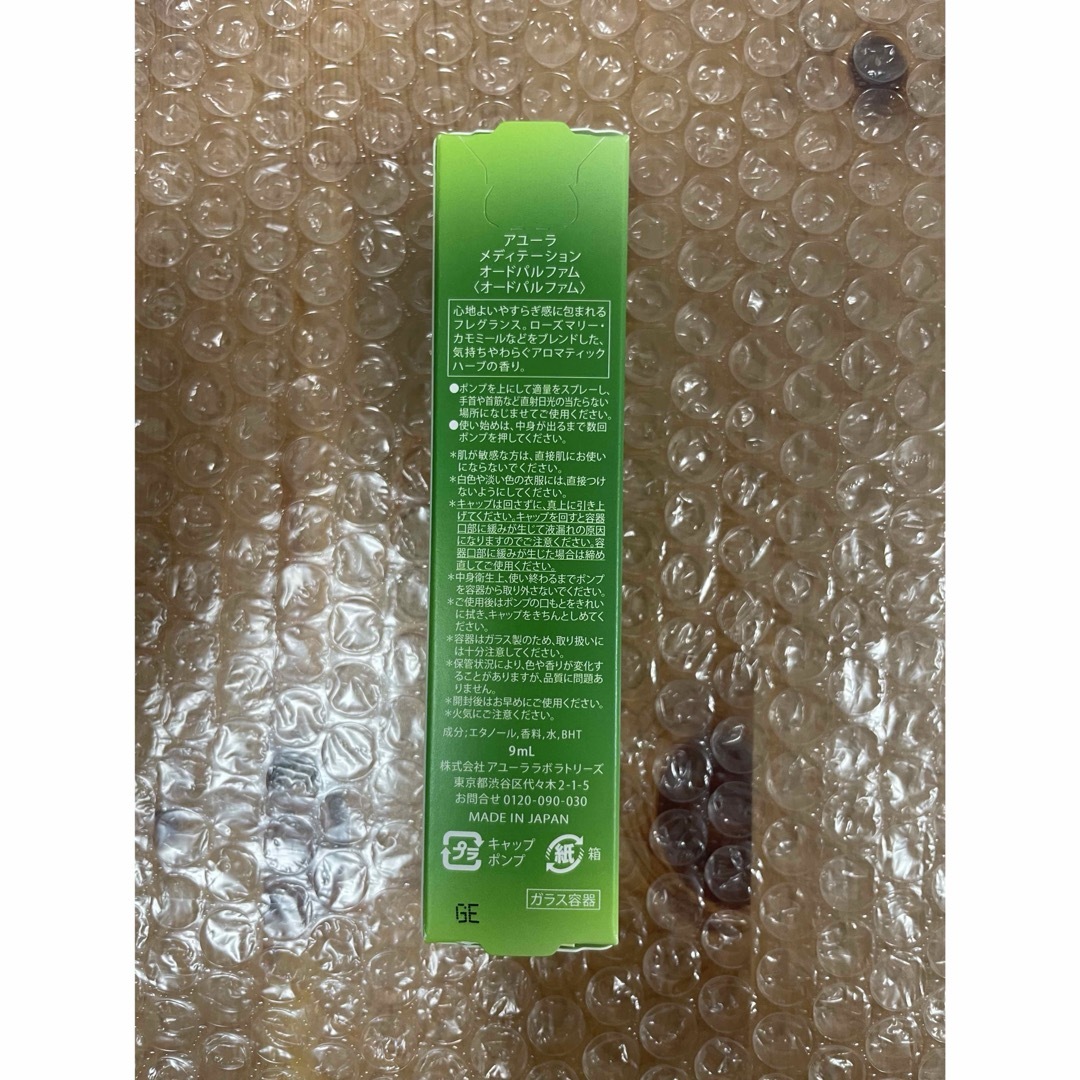 アユーラ
メディテーション
オードパルファム
〈オードパルファム〉
心地よいやすらぎ感に包まれる
フレグランス。ローズマリー・
カモミールなどをブレンドした、
気持ちやわらぐアロマティック
ハーブの香り。
●ポンプを上にして適量をスプレーし、
手首や首筋など直射日光の当たらない
場所になじませてご使用ください。
●使い始めは、中身が出るまで数回
ポンプを押してください。
＊肌が敏感な方は、直接肌にお使い
にならないでください。
＊白色や淡い色の衣服には、直接つけ
ないようにしてください。
＊キャップは回さずに、真上に引き上
げてください。キャップを回すと容器
口部に緩みが生じて液漏れの原因
になりますのでご注意ください。容
器口部に緩みが生じた場合は締め
直してご使用ください。
＊中身衛生上、使い終わるまでポンプ
を容器から取り外さないでください。
＊ご使用後はポンプの口もとをきれい
に拭き、キャップをきちんとしめてく
ださい。
＊容器はガラス製のため、取り扱いに
は十分注意してください。
＊保管状況により、色や香りが変化す
ることがありますが、品質に問題あ
りません。
＊開封後はお早めにご使用ください。
＊火気にご注意ください。
成分；エタノール，香料，水，BHT
9mL
株式会社アユーララボラトリーズ
東京都渋谷区代々木2-1-5
お問合せ 0120-090-030
MADE IN JAPAN
プラ キャップ ポンプ 紙 箱
ガラス容器
GE